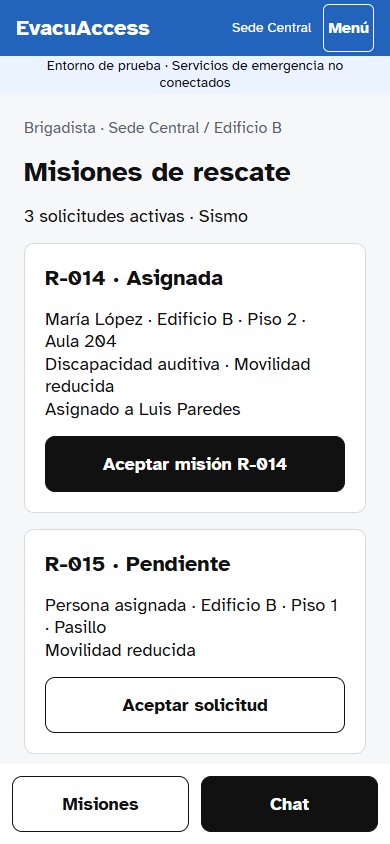 EvacuAccess
Sede Central
Menú
Entorno de prueba · Servicios de emergencia no
conectados
Brigadista · Sede Central / Edificio B
Misiones de rescate
3 solicitudes activas · Sismo
R-014 · Asignada
María López · Edificio B · Piso 2 ·
Aula 204
Discapacidad auditiva · Movilidad
reducida
Asignado a Luis Paredes
Aceptar misión R-014
R-015 · Pendiente
Persona asignada · Edificio B · Piso 1
· Pasillo
Movilidad reducida
Aceptar solicitud
Misiones
Chat